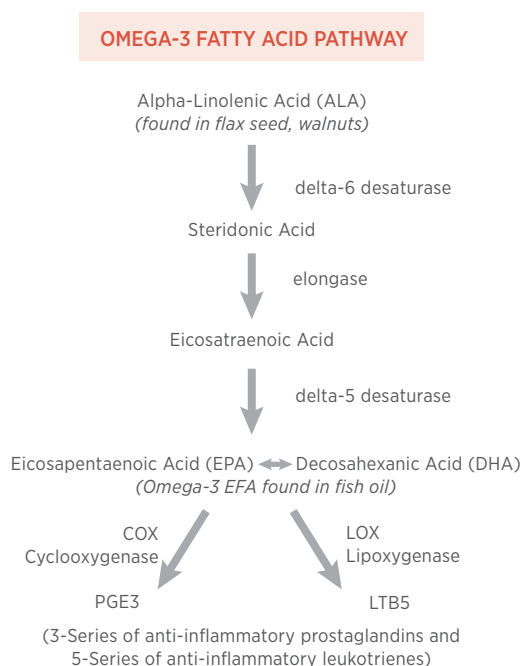 OMEGA-3 FATTY ACID PATHWAY
Alpha-Linolenic Acid (ALA)
(found in flax seed, walnuts)
delta-6 desaturase
Steridonic Acid
elongase
Eicosatraenoic Acid
delta-5 desaturase
Eicosapentaenoic Acid (EPA) Decosahexanic Acid (DHA)
(Omega-3 EFA found in fish oil)
COX
Cyclooxygenase
LOX
Lipoxygenase
PGE3
LTB5
(3-Series of anti-inflammatory prostaglandins and
5-Series of anti-inflammatory leukotrienes)